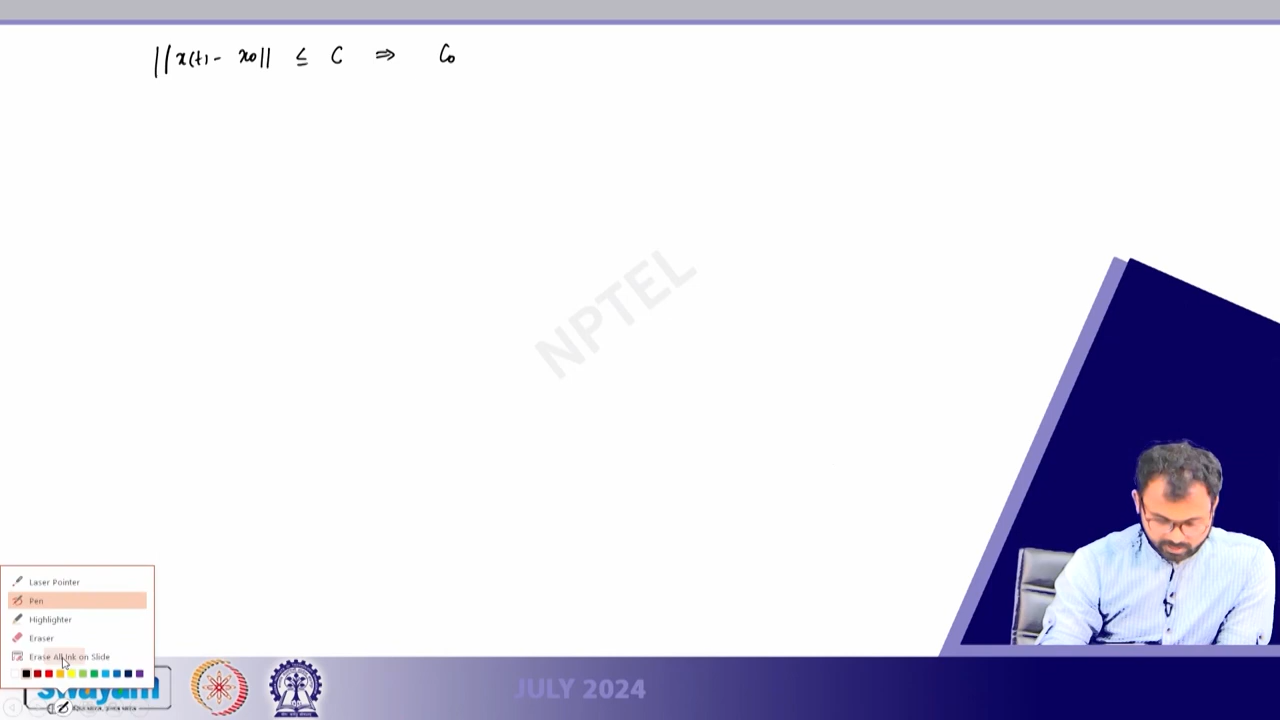 ||x(t) - x0|| ≤ C ⇒ C0
NPTEL
Laser Pointer
Pen
Highlighter
Eraser
Erase All Ink on Slide
swayam
JULY 2024